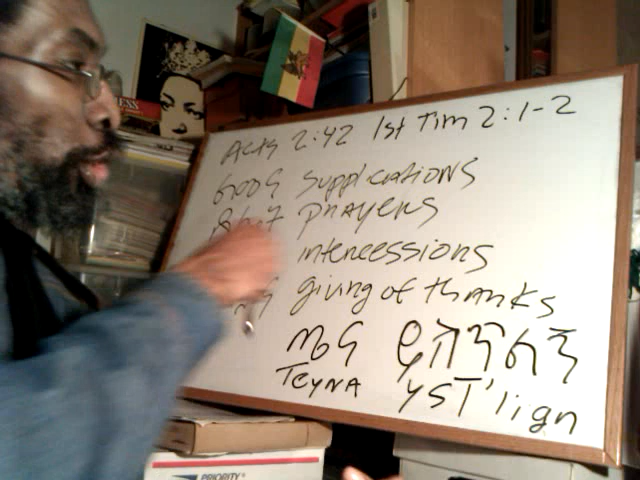 Acts 2:42 1st Tim 2:1-2
supplications
prayers
intercessions
giving of thanks
ጤና ይስጥልኝ
TEYNA YST'lign
PRIORITY